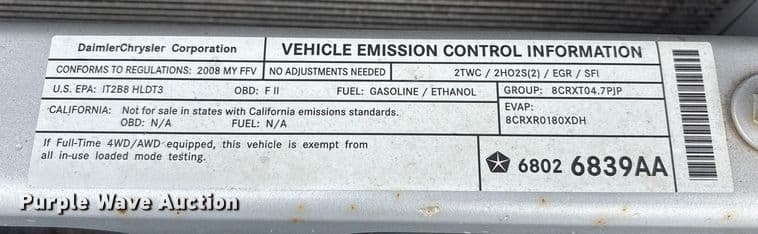 DaimlerChrysler Corporation
VEHICLE EMISSION CONTROL INFORMATION
CONFORMS TO REGULATIONS: 2008 MY FFV
NO ADJUSTMENTS NEEDED
2TWC / 2HO2S(2) / EGR / SFI
U.S. EPA: IT2B8 HLDT3 OBD: F II FUEL: GASOLINE / ETHANOL
GROUP: 8CRXT04.7PJP
CALIFORNIA: Not for sale in states with California emissions standards.
OBD: N/A FUEL: N/A
EVAP:
8CRXR0180XDH
If Full-Time 4WD/AWD equipped, this vehicle is exempt from
all in-use loaded mode testing.
6802 6839AA
Purple Wave Auction